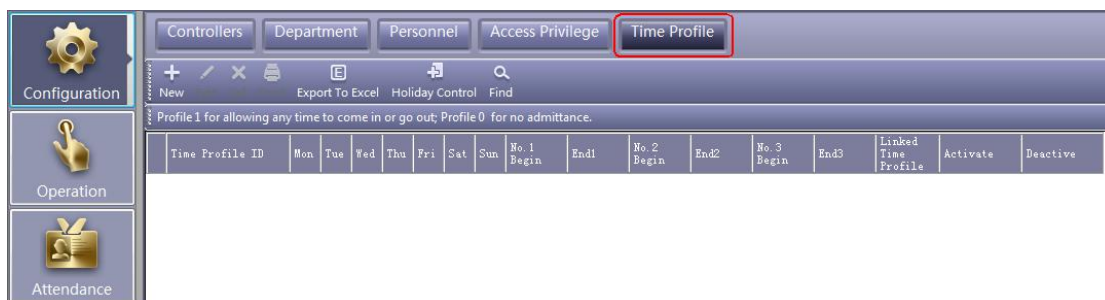 Controllers Department Personnel Access Privilege Time Profile
New Export To Excel Holiday Control Find
Configuration
Profile 1 for allowing any time to come in or go out; Profile 0 for no admittance.
Time Profile ID Mon Tue Wed Thu Fri Sat Sun No.1 Begin End1 No.2 Begin End2 No.3 Begin End3 Linked Time Profile Activate Deactive
Operation
Attendance